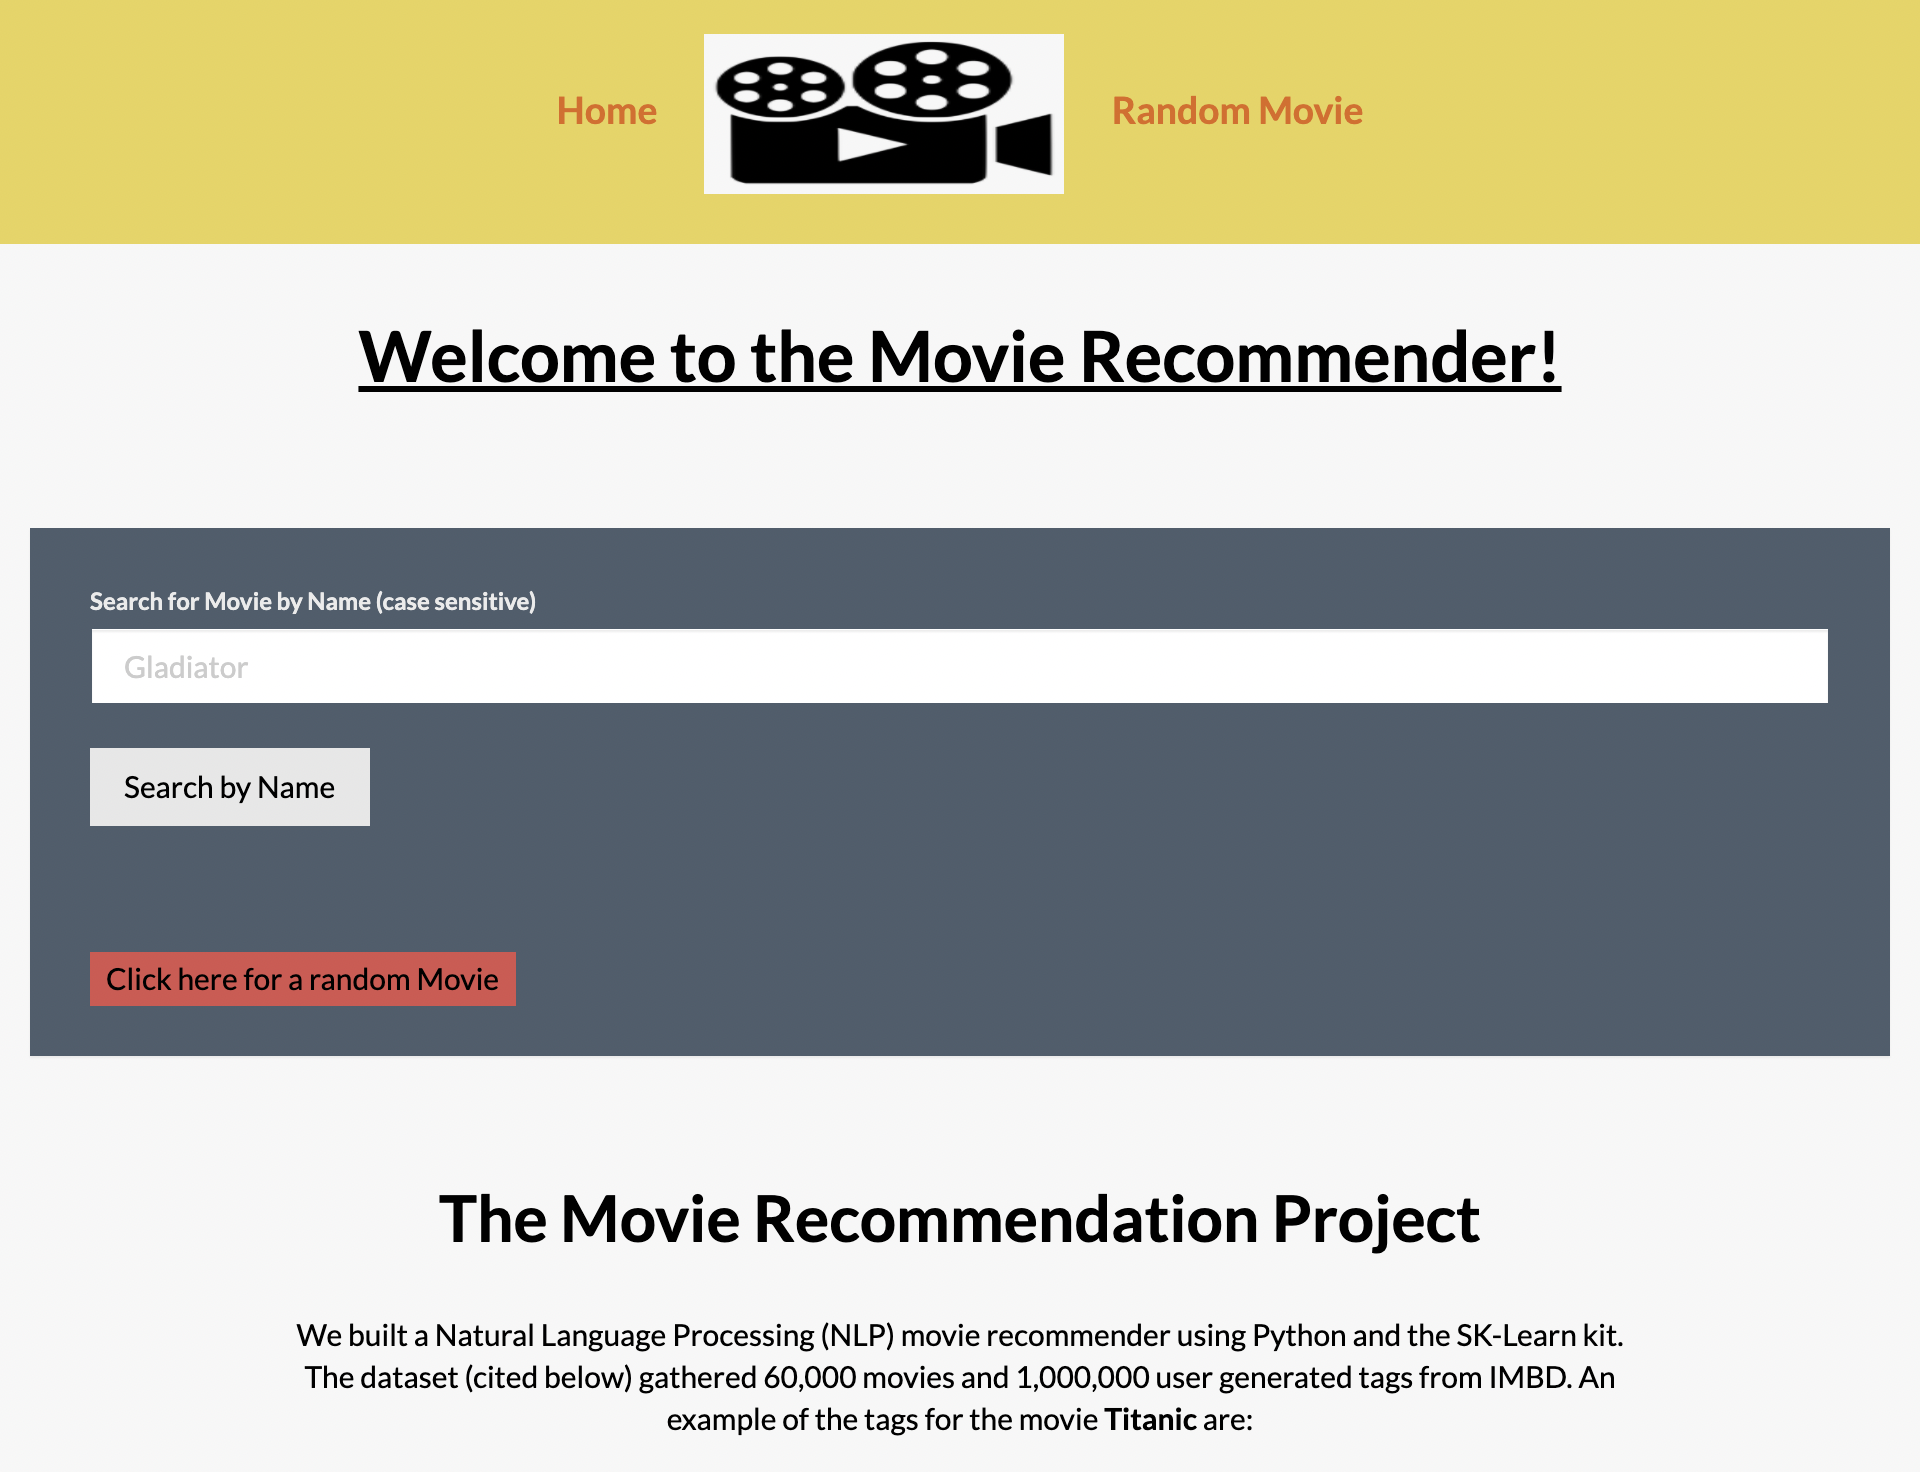 Home
Random Movie
Welcome to the Movie Recommender!
Search for Movie by Name (case sensitive)
Gladiator
Search by Name
Click here for a random Movie
The Movie Recommendation Project
We built a Natural Language Processing (NLP) movie recommender using Python and the SK-Learn kit.
The dataset (cited below) gathered 60,000 movies and 1,000,000 user generated tags from IMBD. An
example of the tags for the movie Titanic are: